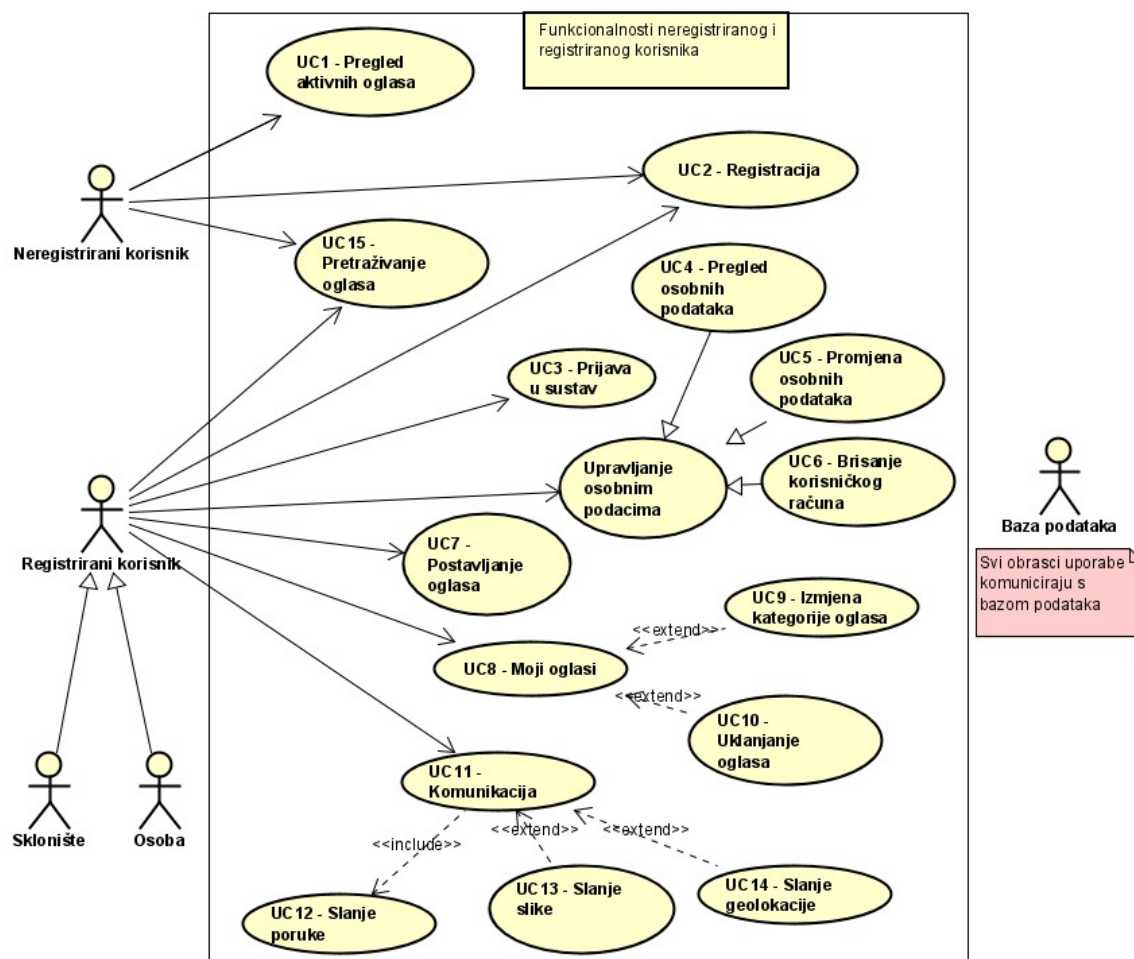 Funkcionalnosti neregistriranog i
registriranog korisnika
UC1 - Pregled
aktivnih oglasa
UC2 - Registracija
Neregistrirani korisnik
UC15 -
Pretraživanje
oglasa
UC4 - Pregled
osobnih
podataka
UC3 - Prijava
u sustav
UC5 - Promjena
osobnih
podataka
Upravljanje
osobnim
podacima
UC6 - Brisanje
korisničkog
računa
Baza podataka
Svi obrasci uporabe
komuniciraju s
bazom podataka
Registrirani korisnik
UC7 -
Postavljanje
oglasa
UC9 - Izmjena
kategorije oglasa
<<extend>>
UC8 - Moji oglasi
<<extend>>
UC10 -
Uklanjanje
oglasa
UC11 -
Komunikacija
Sklonište
Osoba
<<include>>
<<extend>>
<<extend>>
UC12 - Slanje
poruke
UC13 - Slanje
slike
UC14 - Slanje
geolokacije